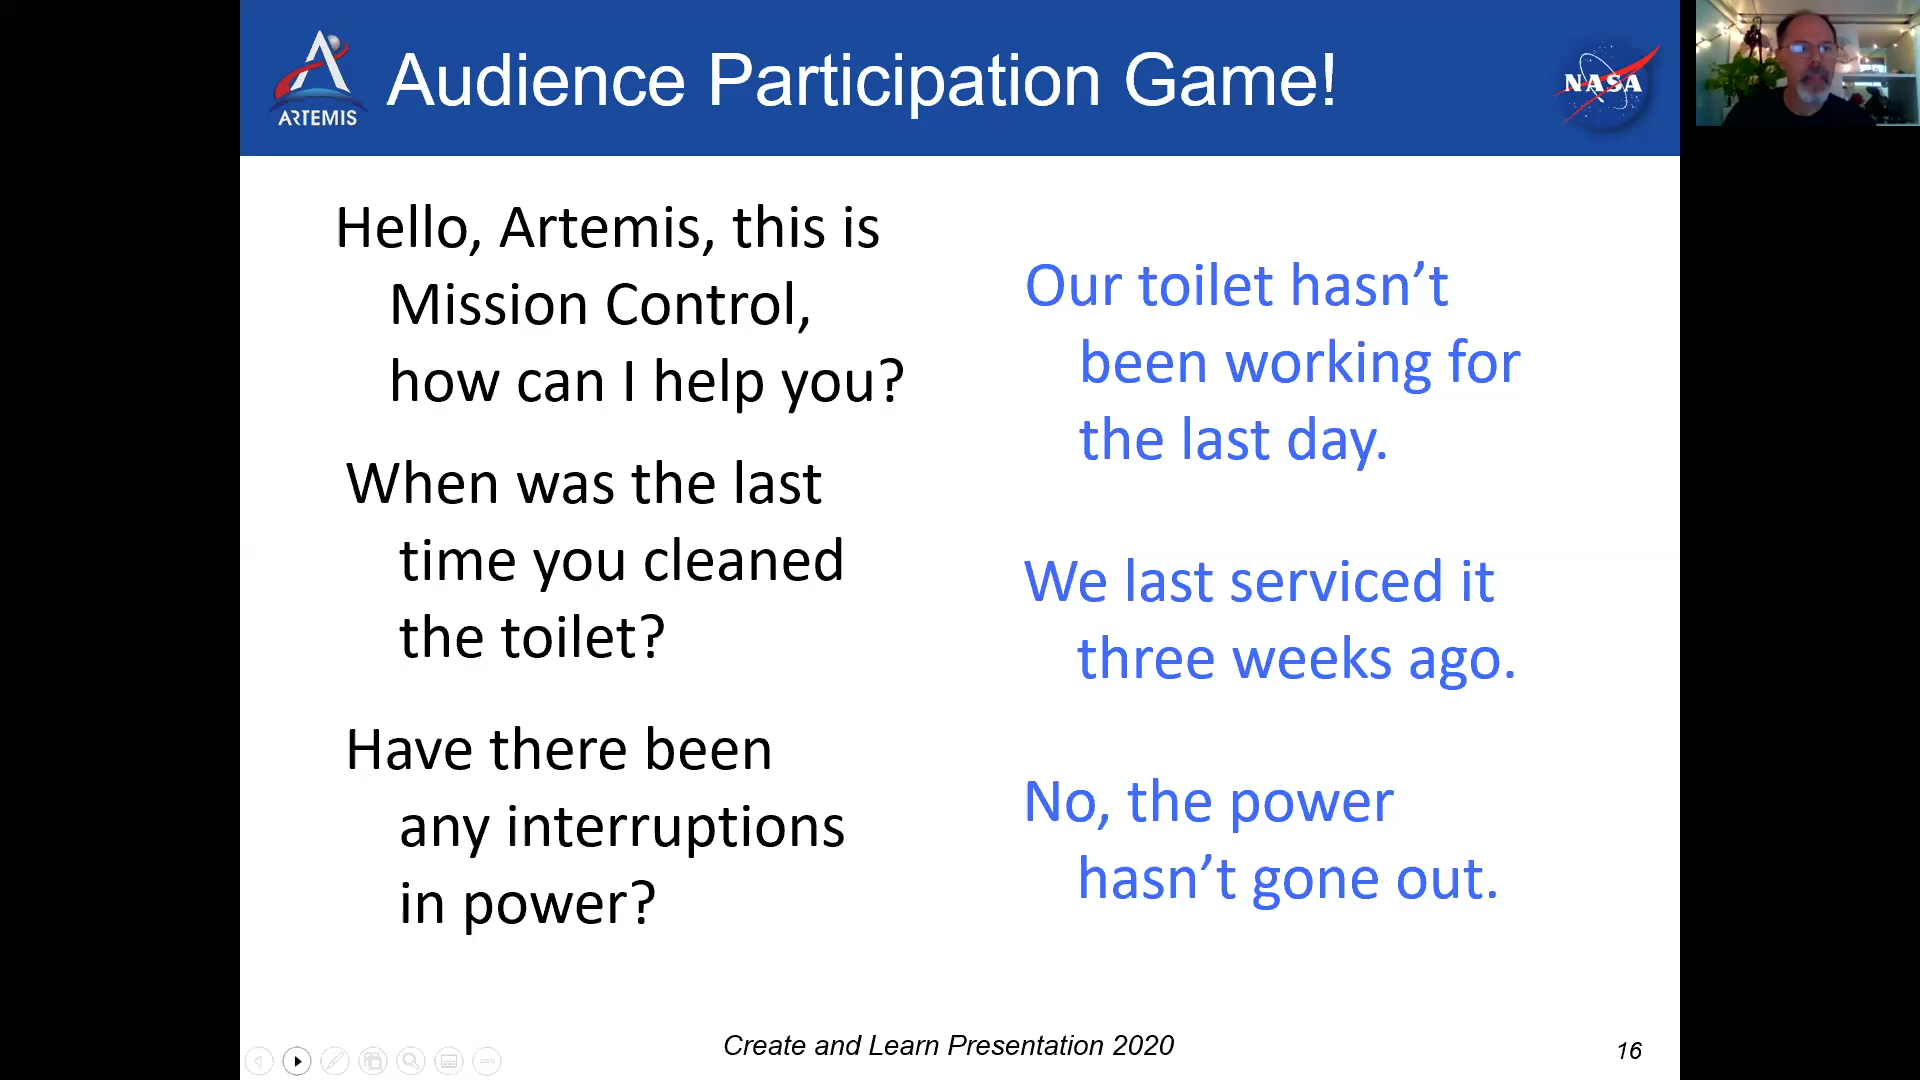 ARTEMIS
Audience Participation Game!
NASA
Hello, Artemis, this is
Mission Control,
how can I help you?
Our toilet hasn’t
been working for
the last day.
When was the last
time you cleaned
the toilet?
We last serviced it
three weeks ago.
Have there been
any interruptions
in power?
No, the power
hasn’t gone out.
Create and Learn Presentation 2020
16